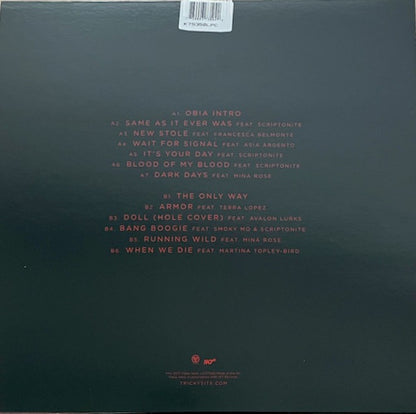 A1. OBIA INTRO
A2. SAME AS IT EVER WAS FEAT. SCRIPTONITE
A3. NEW STOLE FEAT. FRANCESCA BELMONTE
A4. WAIT FOR SIGNAL FEAT. ASIA ARGENTO
A5. IT'S YOUR DAY FEAT. SCRIPTONITE
A6. BLOOD OF MY BLOOD FEAT. SCRIPTONITE
A7. DARK DAYS FEAT. MINA ROSE
B1. THE ONLY WAY
B2. ARMOR FEAT. TERRA LOPEZ
B3. DOLL (HOLE COVER) FEAT. AVALON LURKS
B4. BANG BOOGIE FEAT. SMOKY MO & SCRIPTONITE
B5. RUNNING WILD FEAT. MINA ROSE
B6. WHEN WE DIE FEAT. MARTINA TOPLEY-BIRD
TRICKYSITE.COM